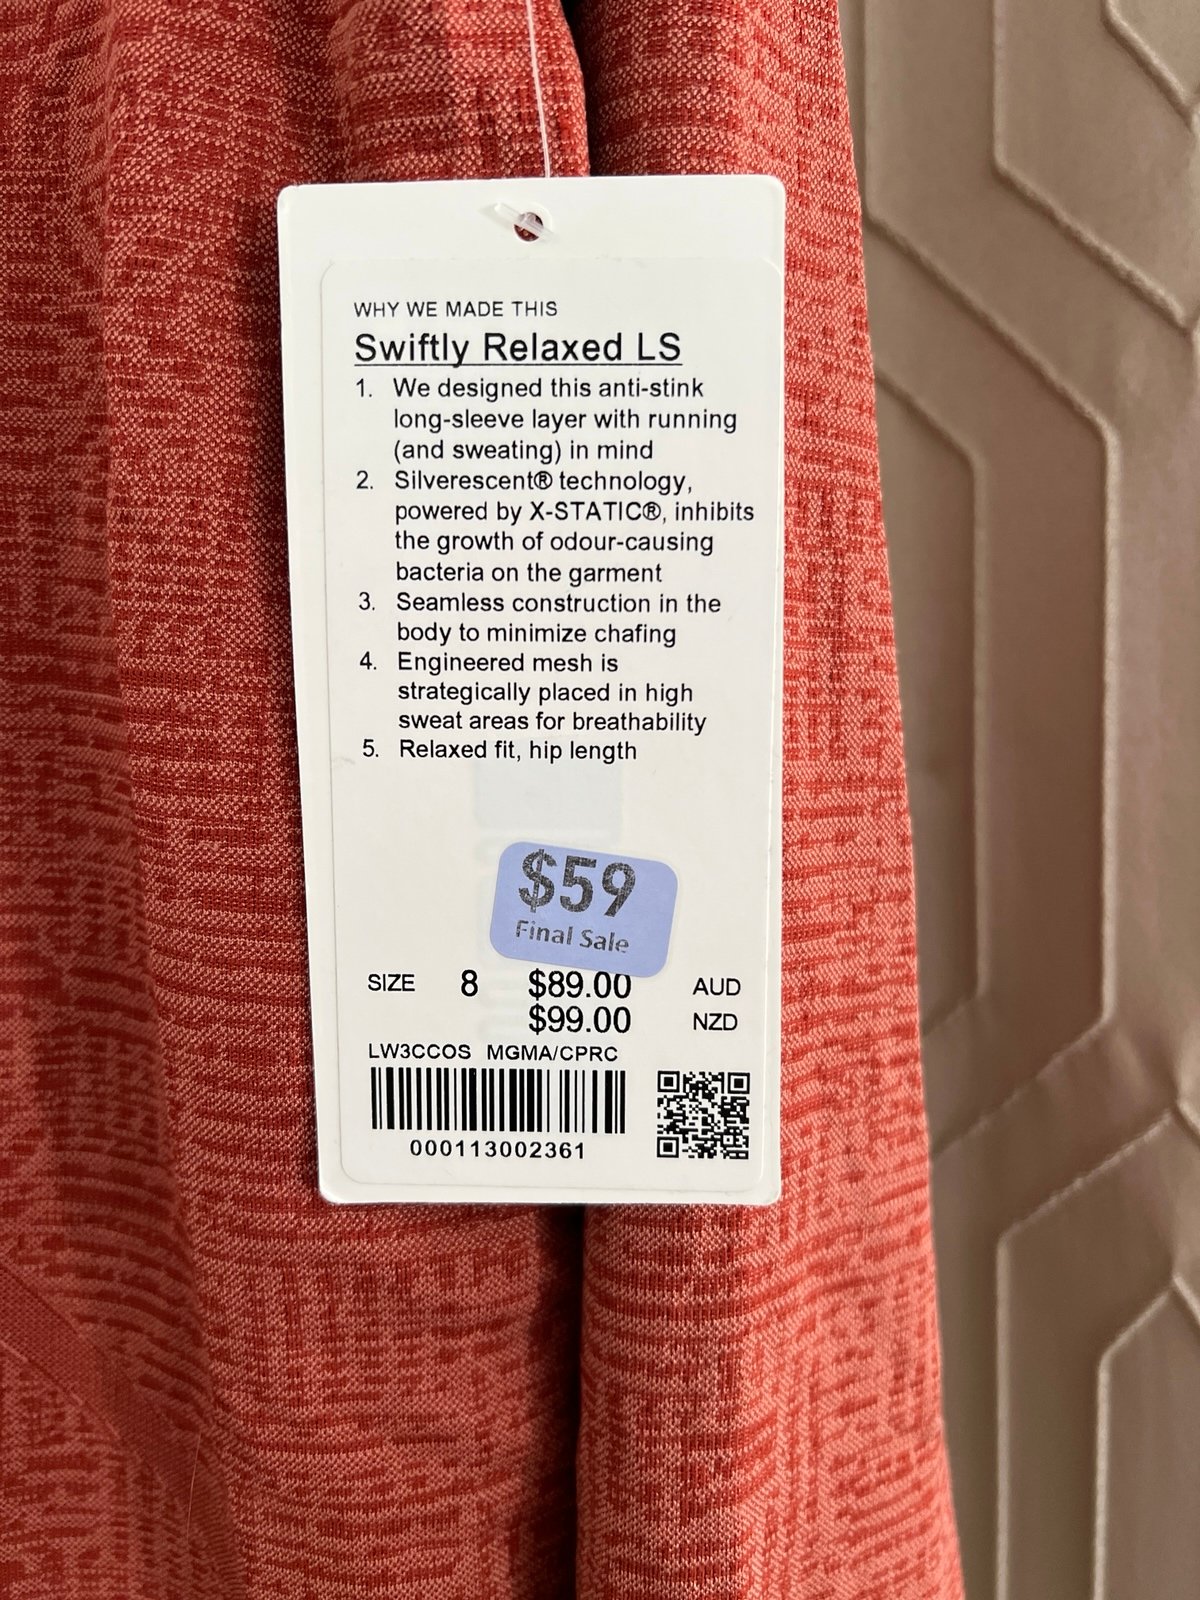 WHY WE MADE THIS
Swiftly Relaxed LS
1. We designed this anti-stink
long-sleeve layer with running
(and sweating) in mind
2. Silverescent® technology,
powered by X-STATIC®, inhibits
the growth of odour-causing
bacteria on the garment
3. Seamless construction in the
body to minimize chafing
4. Engineered mesh is
strategically placed in high
sweat areas for breathability
5. Relaxed fit, hip length
$59
Final Sale
SIZE 8 $89.00 AUD
$99.00 NZD
LW3CCOS MGMA/CPRC
000113002361